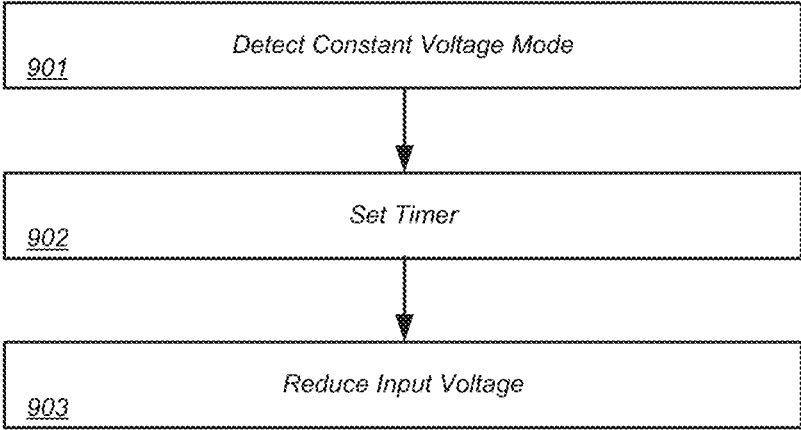 Detect Constant Voltage Mode
901
Set Timer
902
Reduce Input Voltage
903